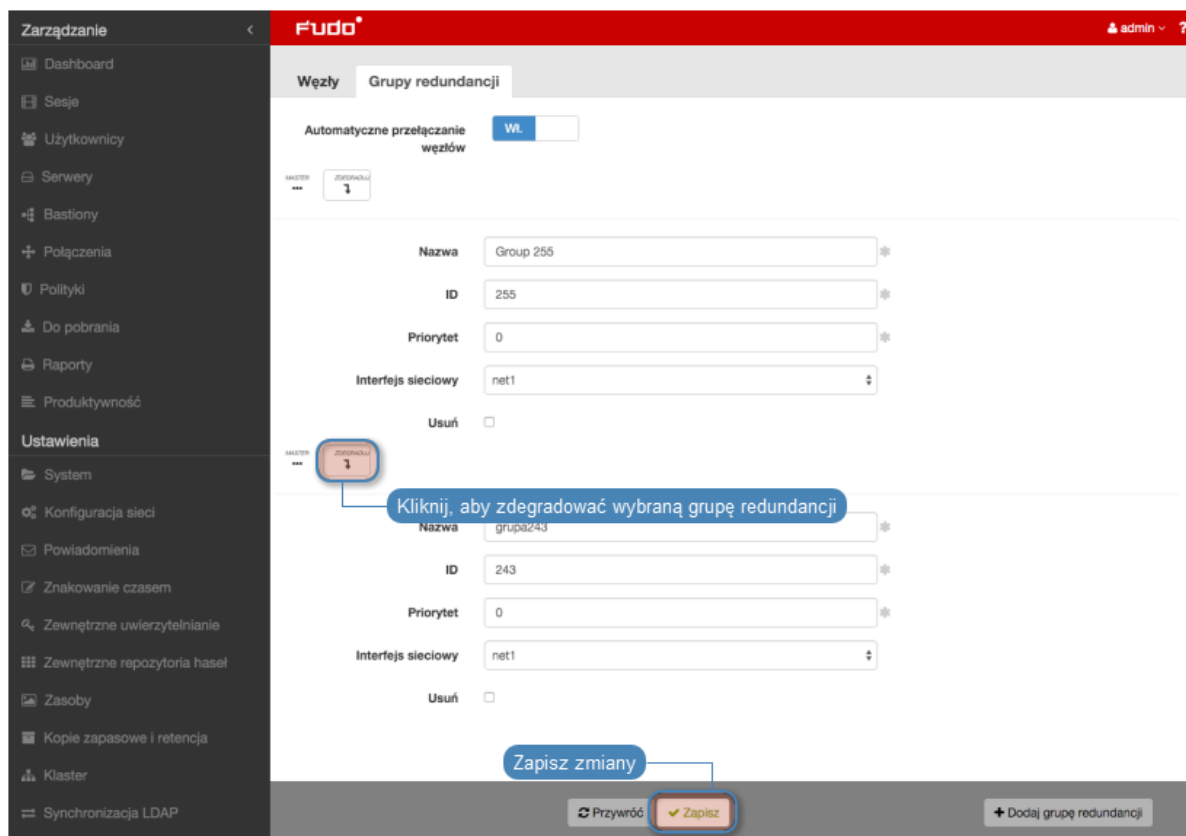 Zarządzanie
Dashboard
Sesje
Użytkownicy
Serwery
Bastiony
Połączenia
Polityki
Do pobrania
Raporty
Produktywność
Ustawienia
System
Konfiguracja sieci
Powiadomienia
Znakowanie czasem
Zewnętrzne uwierzytelnianie
Zewnętrzne repozytoria haseł
Zasoby
Kopie zapasowe i retencja
Klaster
Synchronizacja LDAP
FUDO
admin ?
Węzły Grupy redundancji
Automatyczne przełączanie węzłów Wł.
MASTER ZDEGRADUJ
Nazwa Group 255 *
ID 255 *
Priorytet 0 *
Interfejs sieciowy net1
Usuń
MASTER ZDEGRADUJ
Kliknij, aby zdegradować wybraną grupę redundancji
Nazwa grupa243 *
ID 243 *
Priorytet 0 *
Interfejs sieciowy net1
Usuń
Zapisz zmiany
Przywróć Zapisz + Dodaj grupę redundancji